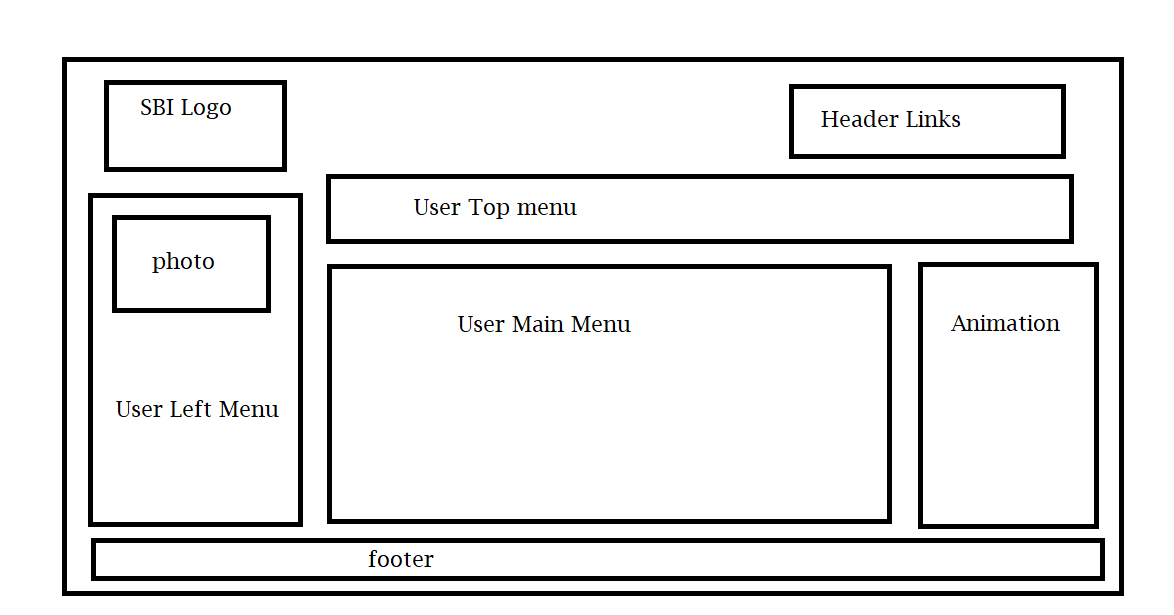 SBI Logo
Header Links
User Top menu
photo
User Left Menu
User Main Menu
Animation
footer